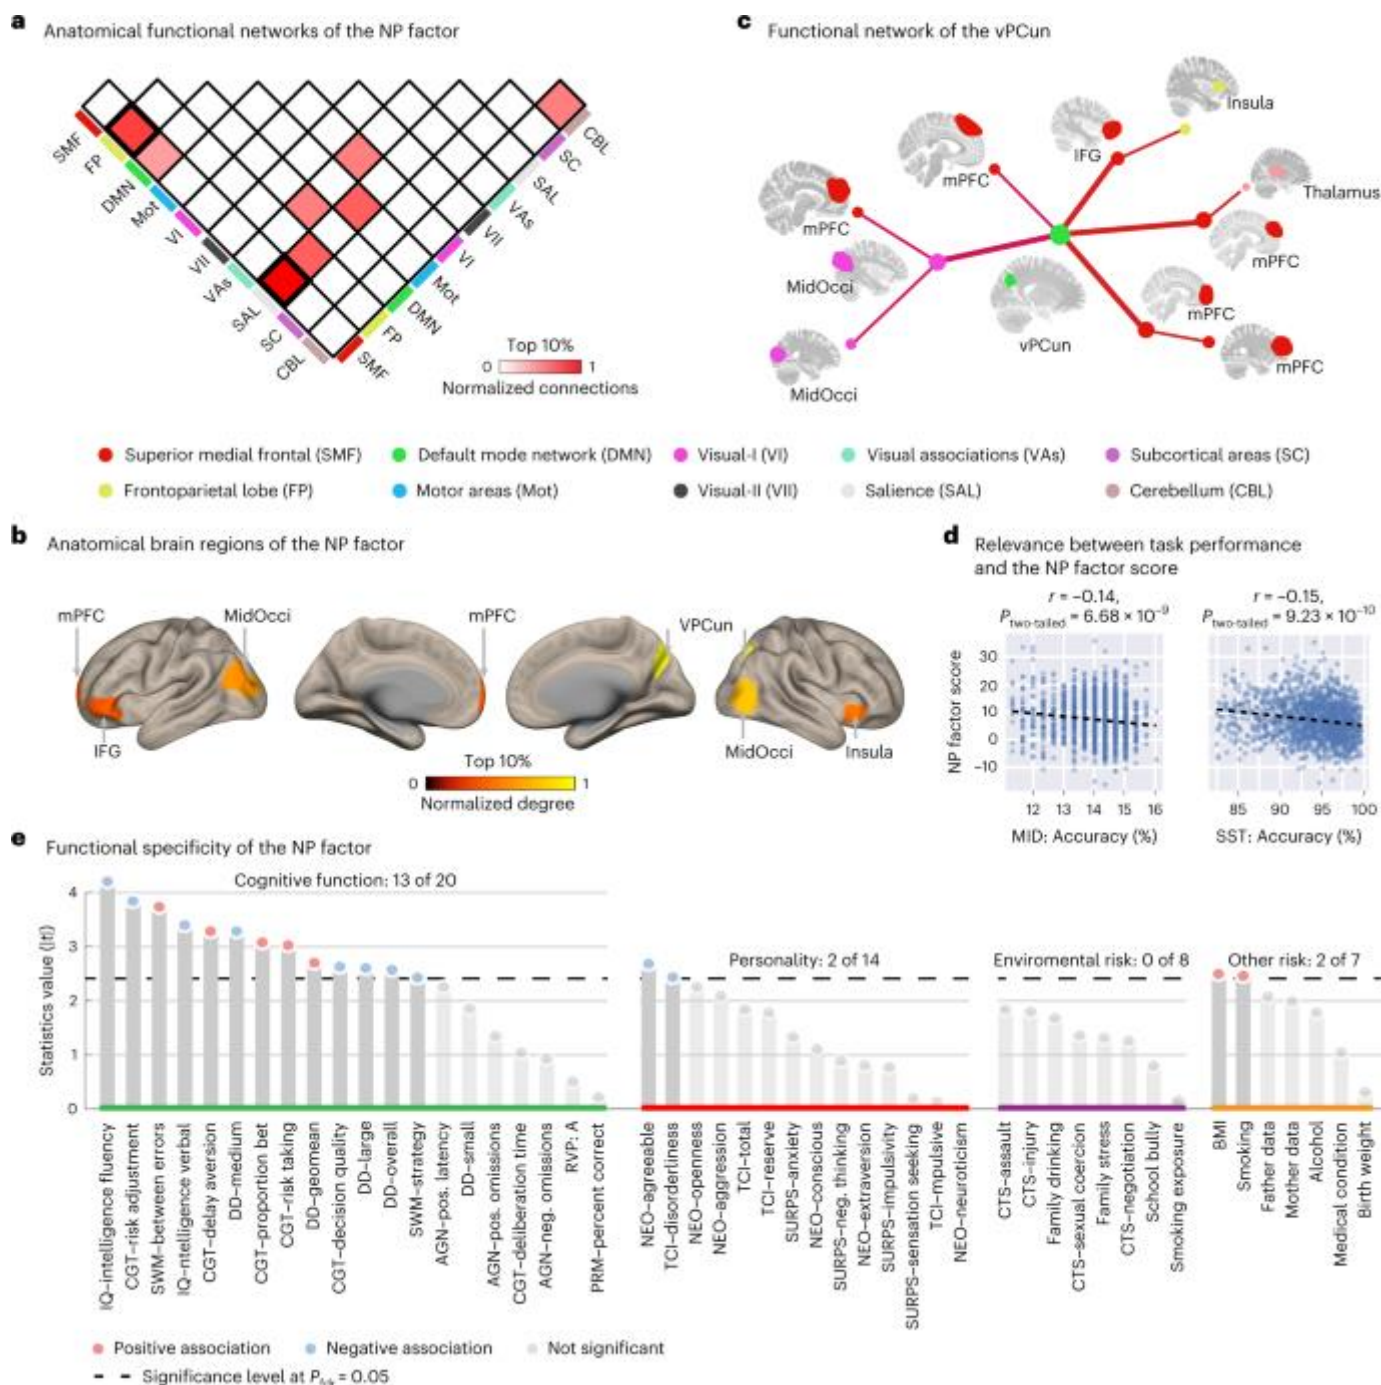 a Anatomical functional networks of the NP factor
SMF
FP
DMN
Mot
VI
VII
VAs
SAL
SC
CBL
CBL
SC
SAL
VAs
VII
VI
Mot
DMN
FP
SMF
Top 10%
0 1
Normalized connections
c Functional network of the vPCun
Insula
IFG
mPFC
Thalamus
mPFC
mPFC
MidOcci
mPFC
vPCun
mPFC
MidOcci
Superior medial frontal (SMF)
Default mode network (DMN)
Visual-I (VI)
Visual associations (VAs)
Subcortical areas (SC)
Frontoparietal lobe (FP)
Motor areas (Mot)
Visual-II (VII)
Salience (SAL)
Cerebellum (CBL)
b Anatomical brain regions of the NP factor
mPFC
MidOcci
mPFC
VPCun
IFG
MidOcci
Insula
Top 10%
0 1
Normalized degree
d Relevance between task performance
and the NP factor score
r = −0.14,
P two-tailed = 6.68 × 10⁻⁹
r = −0.15,
P two-tailed = 9.23 × 10⁻¹⁰
NP factor score
30
20
10
0
−10
12 13 14 15 16
MID: Accuracy (%)
85 90 95 100
SST: Accuracy (%)
e Functional specificity of the NP factor
Statistics value (|t|)
4
3
2
1
0
Cognitive function: 13 of 20
Personality: 2 of 14
Enviromental risk: 0 of 8
Other risk: 2 of 7
IQ–intelligence fluency
CGT–risk adjustment
SWM–between errors
IQ–intelligence verbal
CGT–delay aversion
DD–medium
CGT–proportion bet
CGT–risk taking
DD–geomean
CGT–decision quality
DD–large
DD–overall
SWM–strategy
AGN–pos. latency
DD–small
AGN–pos. omissions
CGT–deliberation time
AGN–neg. omissions
RVP: A
PRM–percent correct
NEO–agreeable
TCI–disorderliness
NEO–openness
NEO–aggression
TCI–total
TCI–reserve
SURPS–anxiety
NEO–conscious
SURPS–neg. thinking
NEO–extraversion
SURPS–impulsivity
SURPS–sensation seeking
TCI–mpulsive
NEO–neuroticism
CTS–assault
CTS–injury
Family drinking
CTS–sexual coercion
Family stress
CTS–negotiation
School bully
Smoking exposure
BMI
Smoking
Father data
Mother data
Alcohol
Medical condition
Birth weight
Positive association
Negative association
Not significant
Significance level at P = 0.05